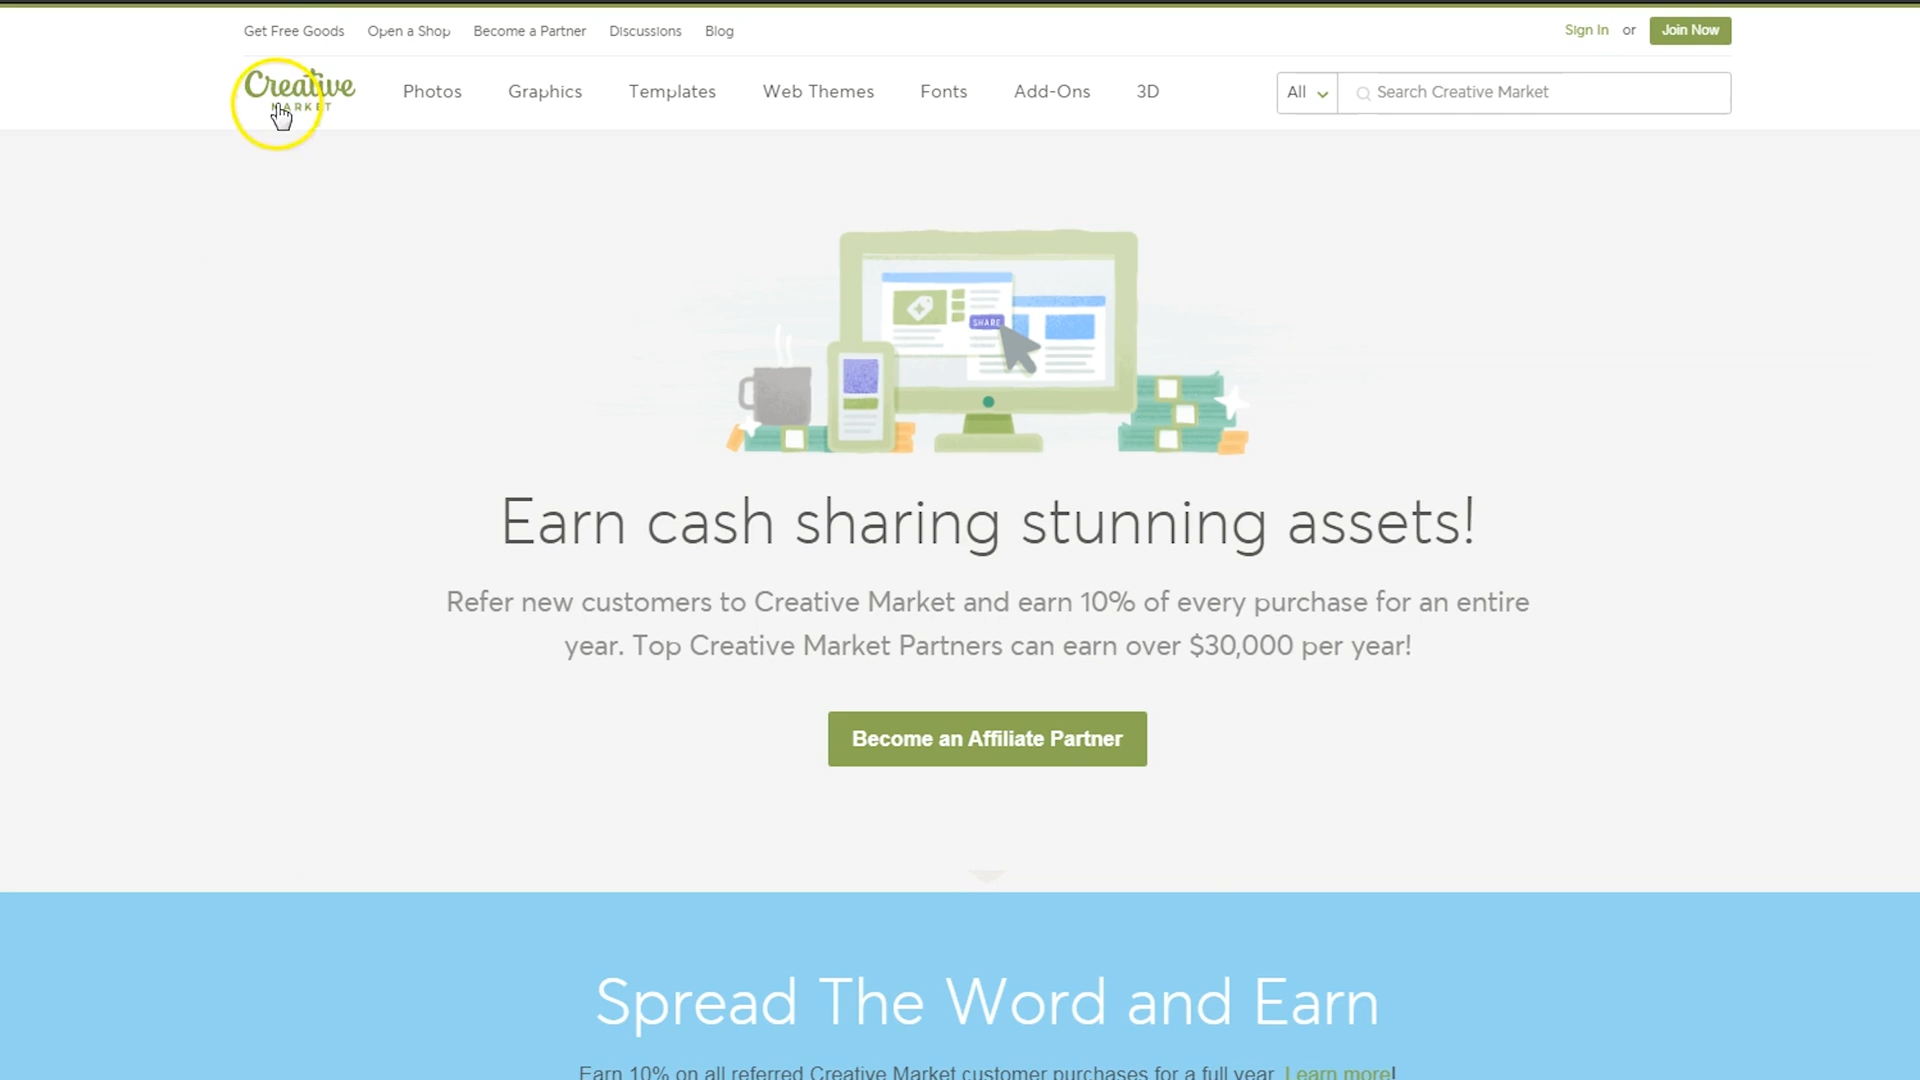 Get Free Goods Open a Shop Become a Partner Discussions Blog Sign In or Join Now
Creative
MARKET
Photos Graphics Templates Web Themes Fonts Add-Ons 3D All Search Creative Market
SHARE
Earn cash sharing stunning assets!
Refer new customers to Creative Market and earn 10% of every purchase for an entire
year. Top Creative Market Partners can earn over $30,000 per year!
Become an Affiliate Partner
Spread The Word and Earn
Earn 10% on all referred Creative Market customer purchases for a full year. Learn more!